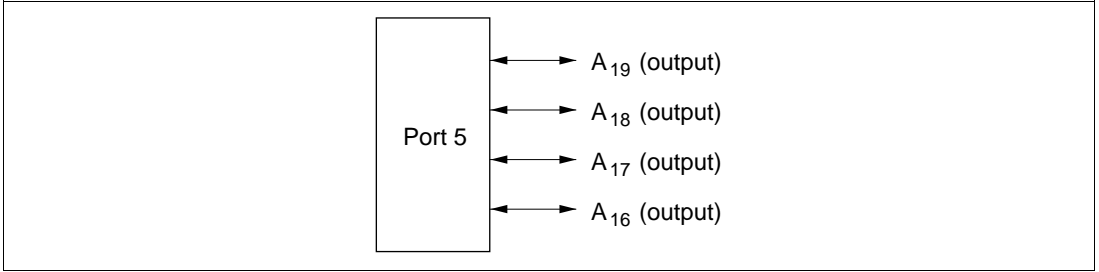 A19 (output)
A18 (output)
Port 5
A17 (output)
A16 (output)